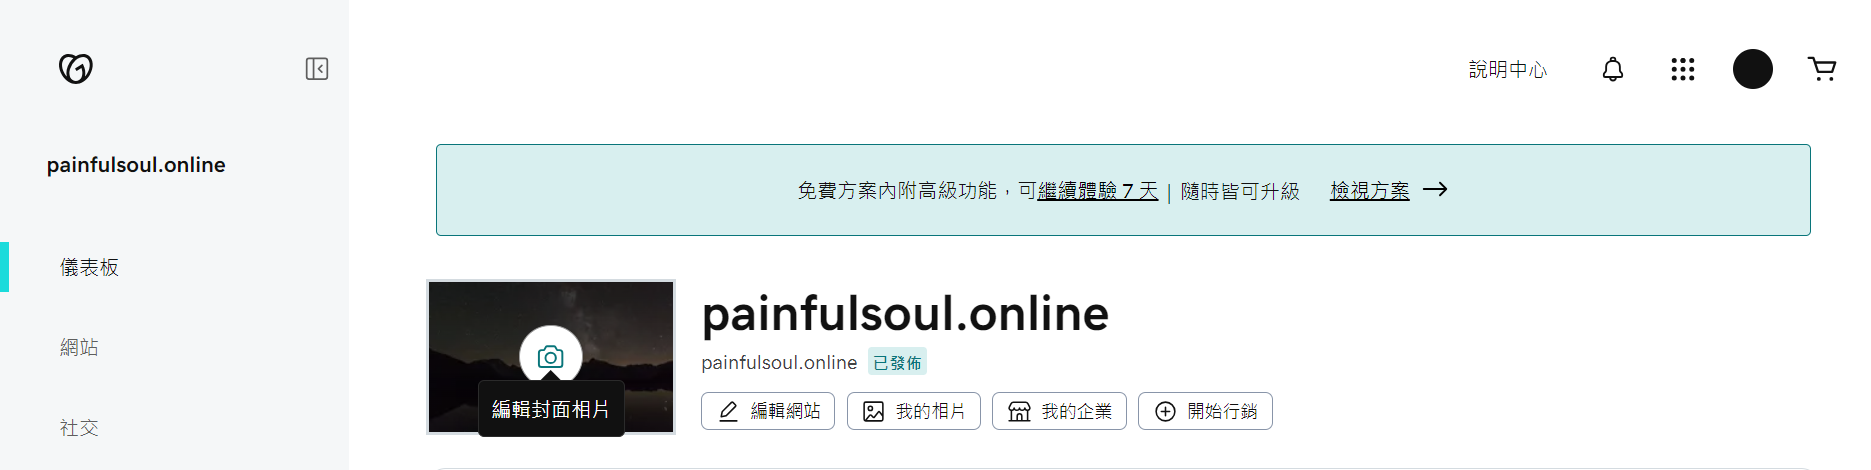 說明中心
painfulsoul.online
免費方案內附高級功能，可繼續體驗 7 天 | 隨時皆可升級 檢視方案
儀表板
網站
社交
編輯封面相片
painfulsoul.online
painfulsoul.online 已發佈
編輯網站 我的相片 我的企業 開始行銷